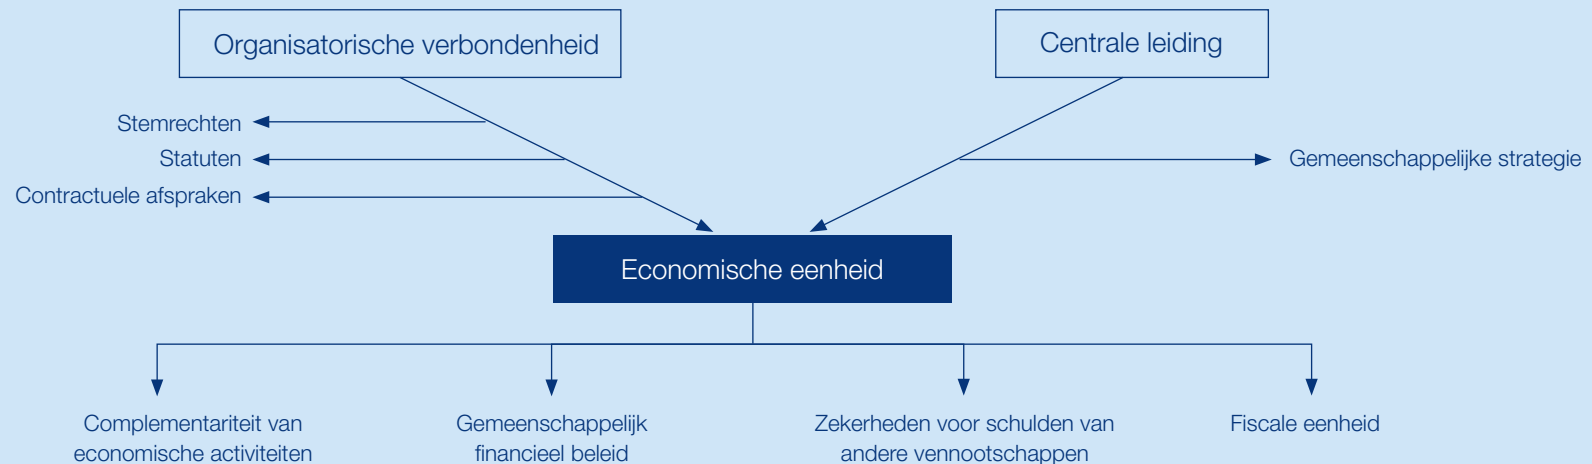 Organisatorische verbondenheid
Centrale leiding
Stemrechten
Statuten
Gemeenschappelijke strategie
Contractuele afspraken
Economische eenheid
Complementariteit van
economische activiteiten
Gemeenschappelijk
financieel beleid
Zekerheden voor schulden van
andere vennootschappen
Fiscale eenheid